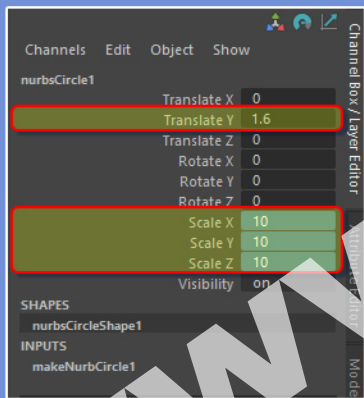 Channels Edit Object Show
nurbsCircle1
Translate X 0
Translate Y 1.6
Translate Z 0
Rotate X 0
Rotate Y 0
Rotate Z 0
Scale X 10
Scale Y 10
Scale Z 10
Visibility on
SHAPES
nurbsCircleShape1
INPUTS
makeNurbCircle1
Channel Box / Layer Editor
Attribute Editor